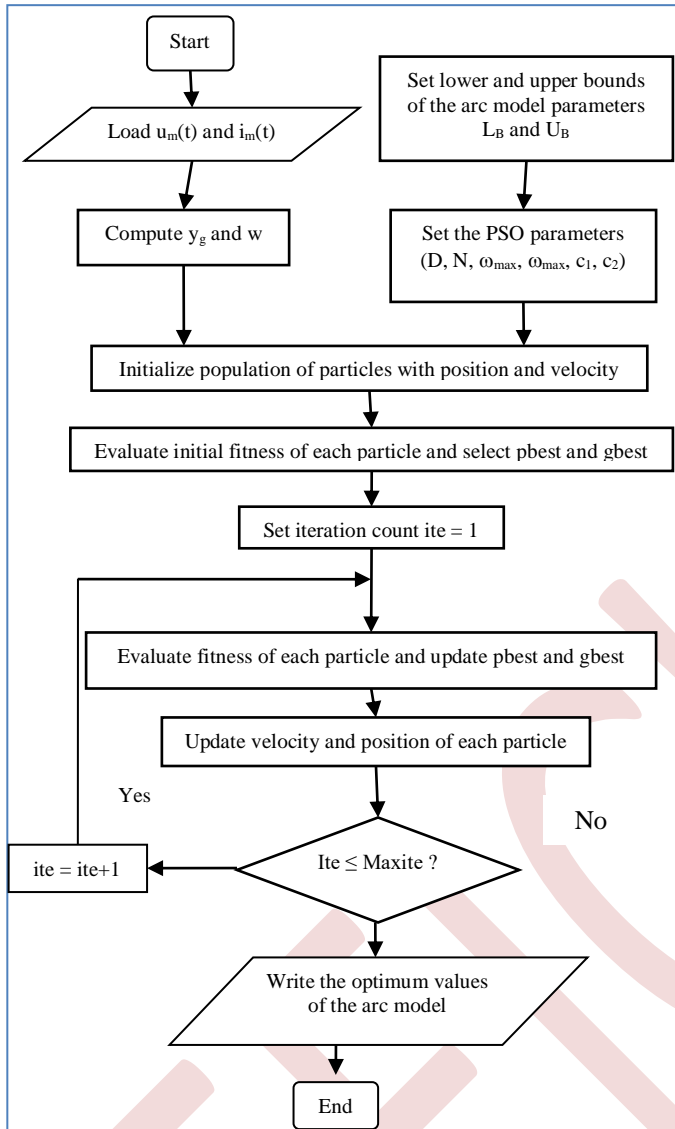 Start
Load uₘ(t) and iₘ(t)
Compute y_g and w
Set lower and upper bounds
of the arc model parameters
L_B and U_B
Set the PSO parameters
(D, N, ω_max, ω_max, c₁, c₂)
Initialize population of particles with position and velocity
Evaluate initial fitness of each particle and select pbest and gbest
Set iteration count ite = 1
Evaluate fitness of each particle and update pbest and gbest
Update velocity and position of each particle
Yes
No
Ite ≤ Maxite ?
ite = ite+1
Write the optimum values
of the arc model
End